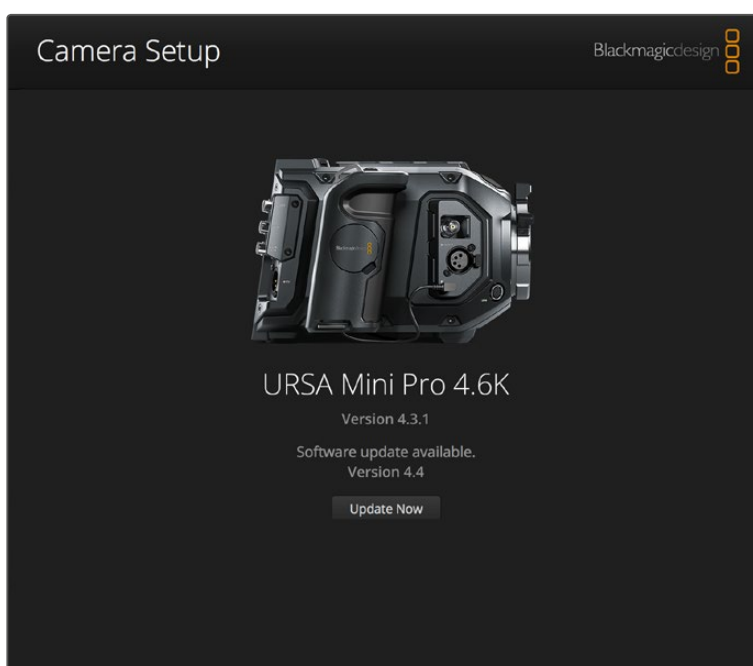 Camera Setup
Blackmagicdesign
URSA Mini Pro 4.6K
Version 4.3.1
Software update available.
Version 4.4
Update Now